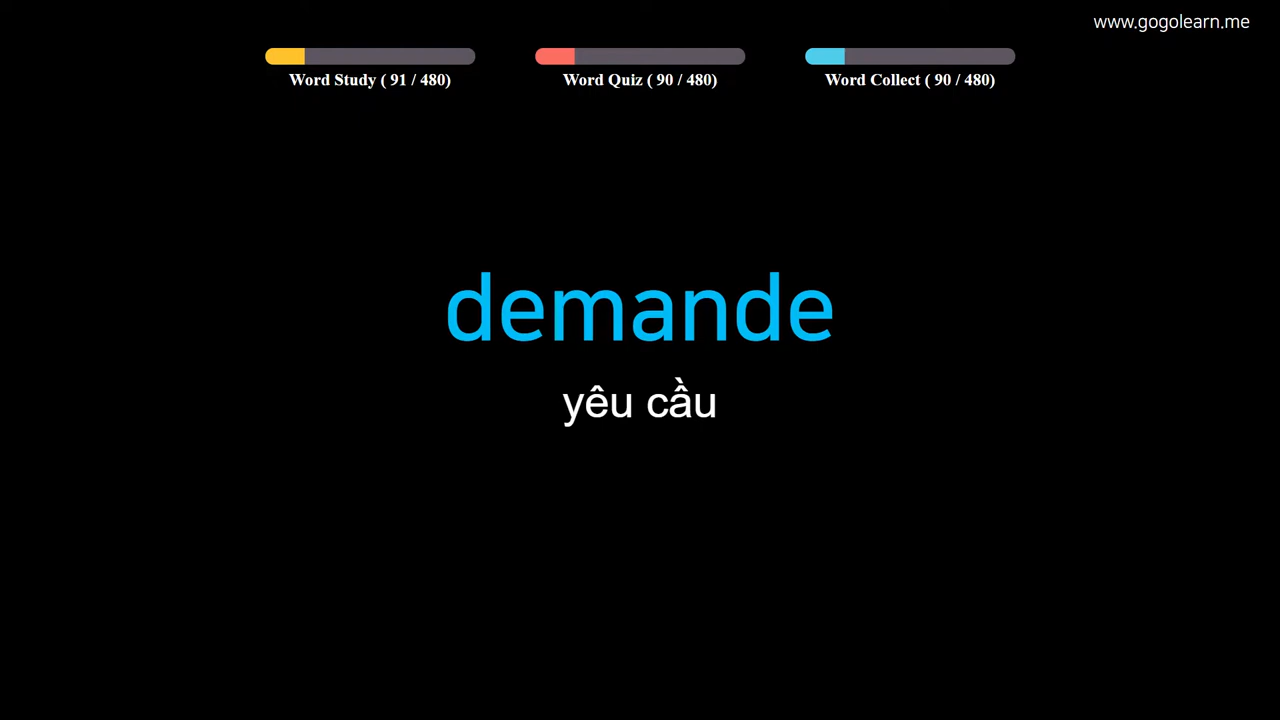 www.gogolearn.me
Word Study ( 91 / 480)
Word Quiz ( 90 / 480)
Word Collect ( 90 / 480)
demande
yêu cầu